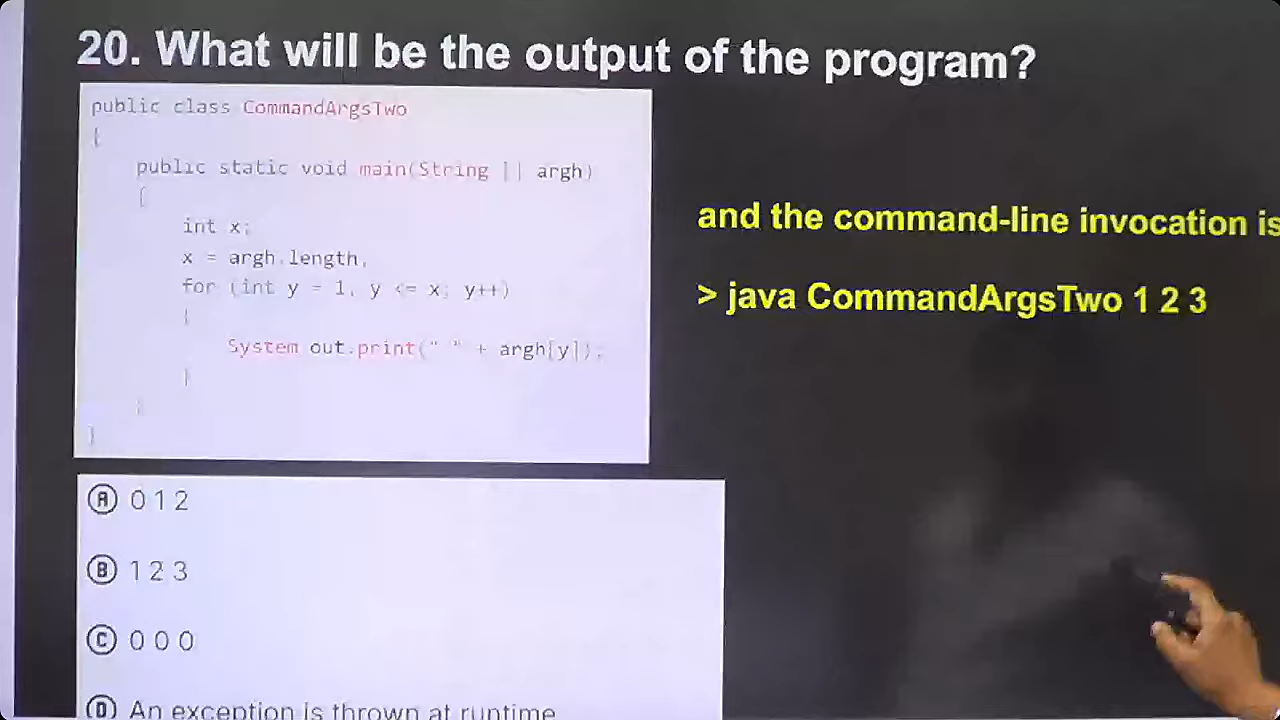 20. What will be the output of the program?
public class CommandArgsTwo
{
public static void main(String || argh)
{
int x;
x = argh.length,
for (int y = 1, y <= x; y++)
{
System out.print(" " + argh[y]);
}
}
}
and the command-line invocation is
> java CommandArgsTwo 1 2 3
A 0 1 2
B 1 2 3
C 0 0 0
D An exception is thrown at runtime